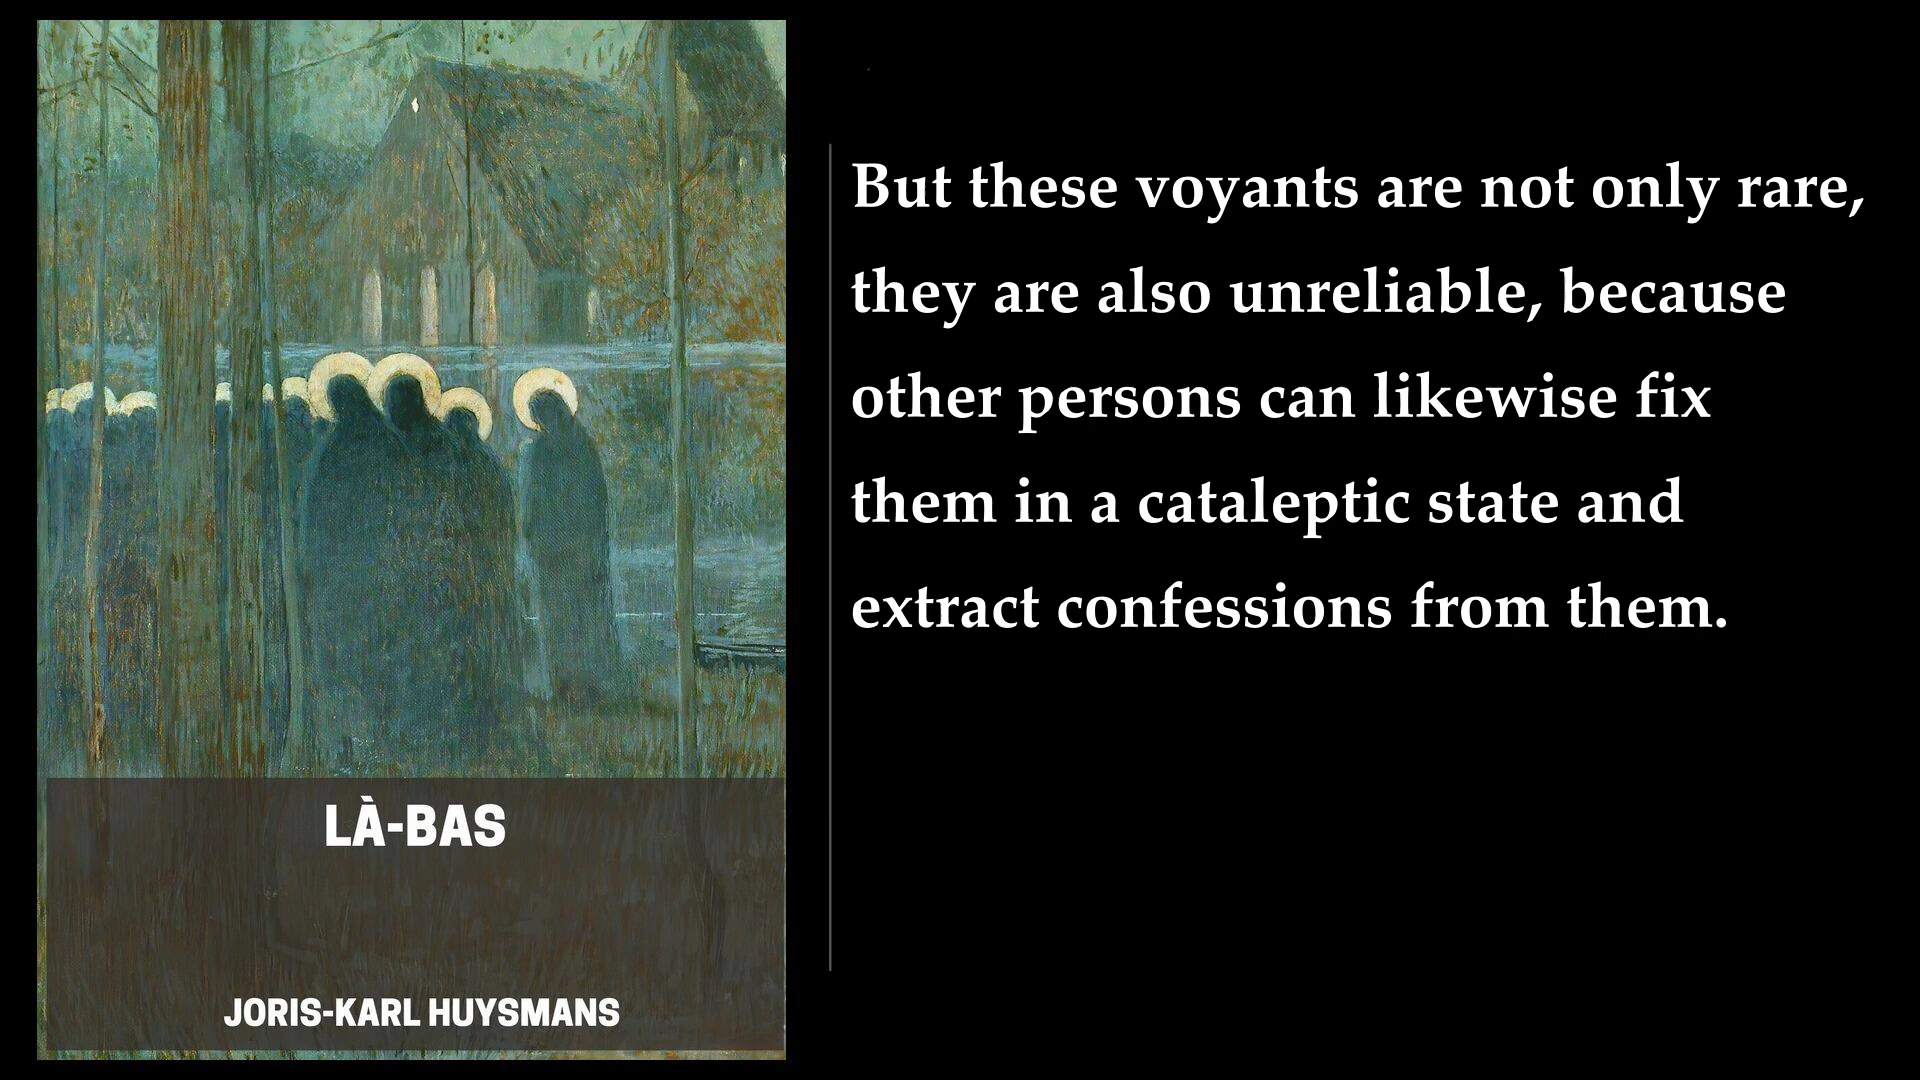 But these voyants are not only rare,
they are also unreliable, because
other persons can likewise fix
them in a cataleptic state and
extract confessions from them.
LÀ-BAS
JORIS-KARL HUYSMANS